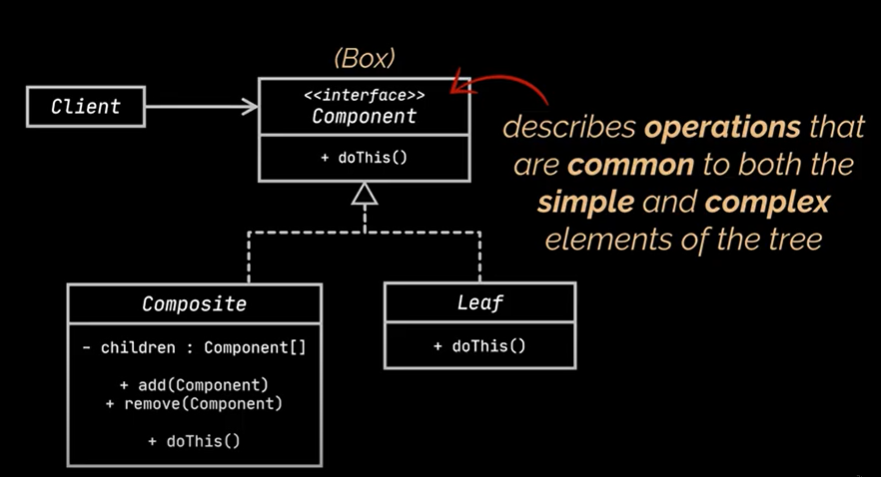 (Box)
Client
<<interface>>
Component
+ doThis()
describes operations that
are common to both the
simple and complex
elements of the tree
Composite
- children : Component[]
+ add(Component)
+ remove(Component)
+ doThis()
Leaf
+ doThis()